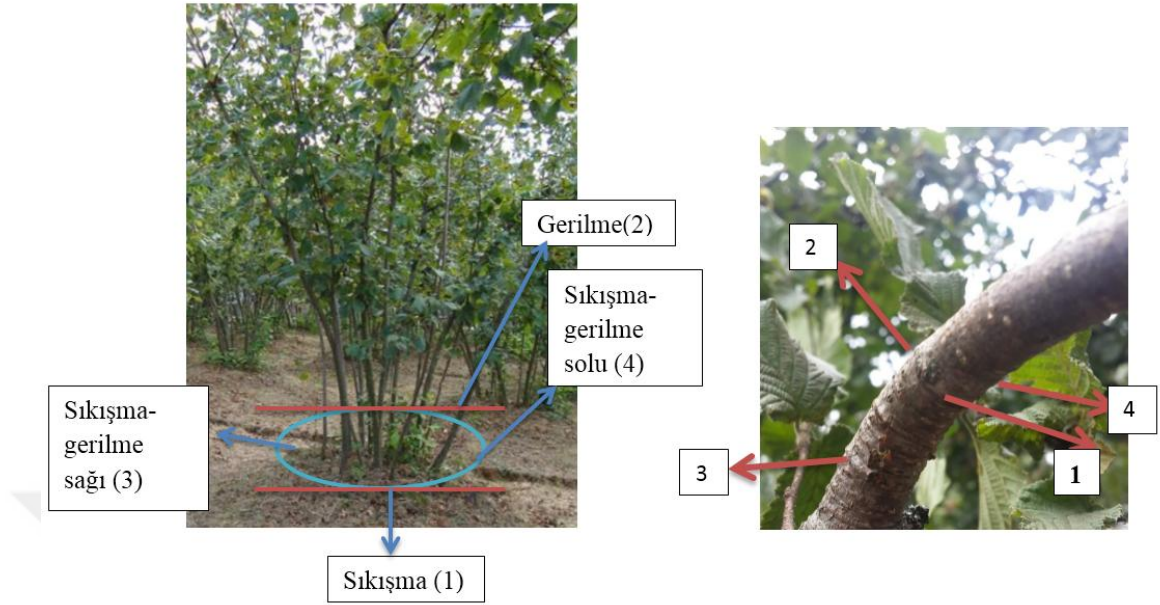 Gerilme(2)
Sıkışma-
gerilme
solu (4)
Sıkışma-
gerilme
sağı (3)
Sıkışma (1)
2
3
4
1